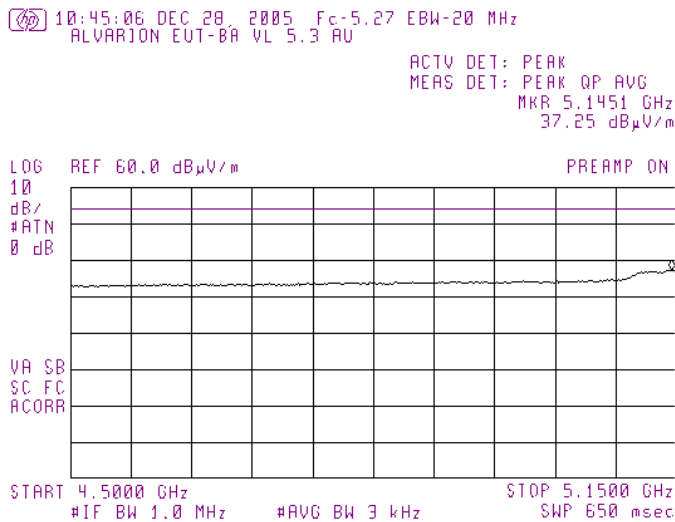 hp 10:45:06 DEC 28, 2005 Fc-5.27 EBW-20 MHz
ALVARION EUT-BA VL 5.3 AU
ACTV DET: PEAK
MEAS DET: PEAK QP AVG
MKR 5.1451 GHz
37.25 dBµV/m
LOG REF 60.0 dBµV/m PREAMP ON
10
dB/
#ATN
0 dB
VA SB
SC FC
ACORR
START 4.5000 GHz STOP 5.1500 GHz
#IF BW 1.0 MHz #AVG BW 3 kHz SWP 650 msec